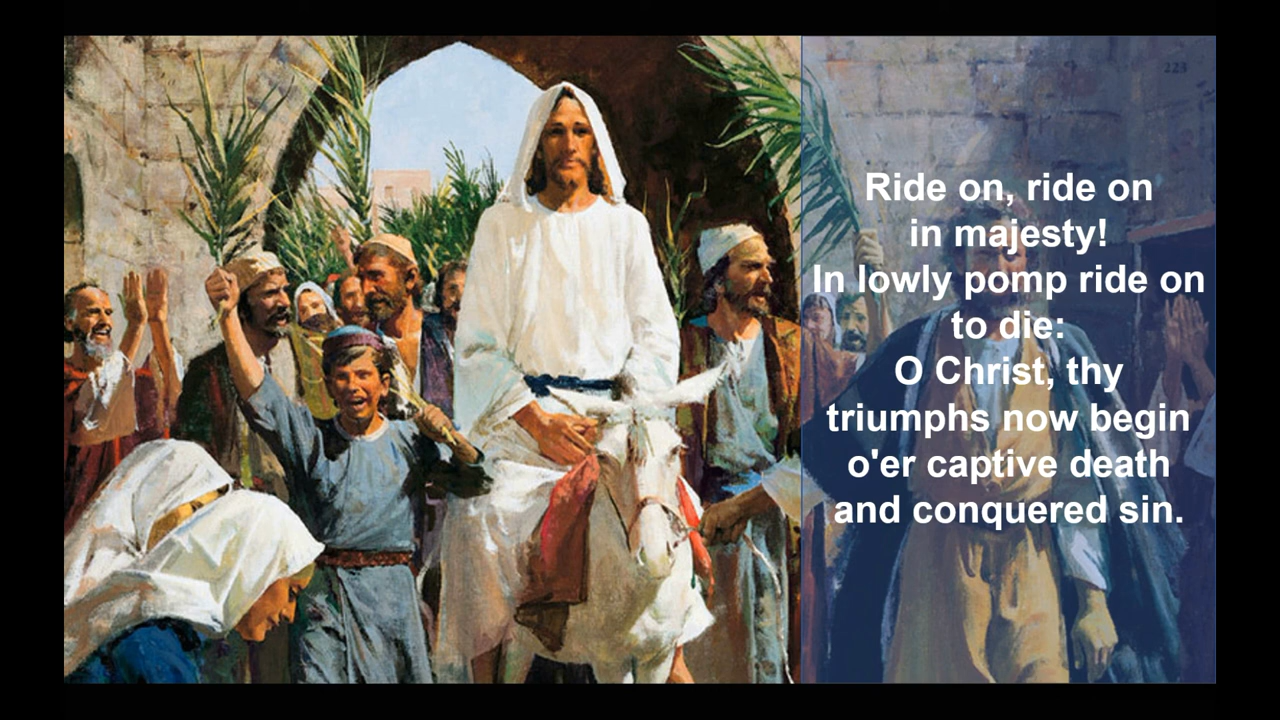 223
Ride on, ride on
in majesty!
In lowly pomp ride on
to die:
O Christ, thy
triumphs now begin
o'er captive death
and conquered sin.